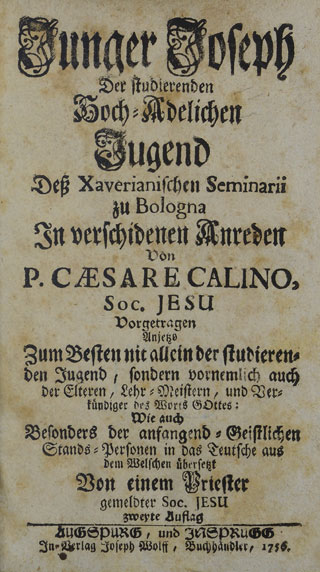 Junger Joseph
Der studierenden
Hoch-Adelichen
Jugend
Deß Xaverianischen Seminarii
zu Bologna
In verschidenen Anreden
Von
P. CÆSARE CALINO,
Soc. JESU
Vorgetragen
Anjetzo
Zum Besten nit allein der studieren-
den Jugend, sondern vornemlich auch
der Elteren, Lehr-Meistern, und Ver-
kündiger des Worts GOttes:
Wie auch
Besonders der anfangend-Geistlichen
Stands-Personen in das Teutsche aus
dem Welschen übersetzt
Von einem Priester
gemeldter Soc. JESU
zweyte Auflag
AUGSPURG, und INSPRUGG.
In-Verlag Joseph Wolff, Buchhändler, 1756.